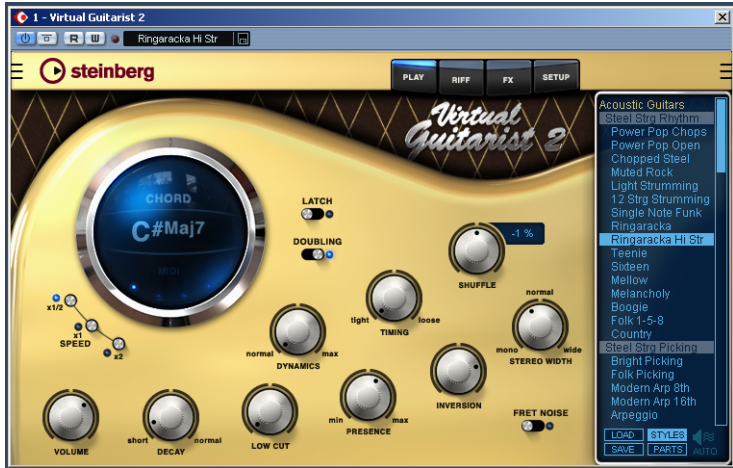 1 - Virtual Guitarist 2
R W Ringaracka Hi Str
steinberg
PLAY RIFF FX SETUP
Virtual
Guitarist 2
CHORD
C#Maj7
MIDI
LATCH
DOUBLING
-1 %
SHUFFLE
x1/2
x1
x2
SPEED
normal max
DYNAMICS
tight loose
TIMING
normal
mono wide
STEREO WIDTH
VOLUME
short normal
DECAY
LOW CUT
min max
PRESENCE
INVERSION
FRET NOISE
Acoustic Guitars
Steel Strg Rhythm
Power Pop Chops
Power Pop Open
Chopped Steel
Muted Rock
Light Strumming
12 Strg Strumming
Single Note Funk
Ringaracka
Ringaracka Hi Str
Teenie
Sixteen
Mellow
Melancholy
Boogie
Folk 1-5-8
Country
Steel Strg Picking
Bright Picking
Folk Picking
Modern Arp 8th
Modern Arp 16th
Arpeggio
LOAD STYLES
SAVE PARTS AUTO